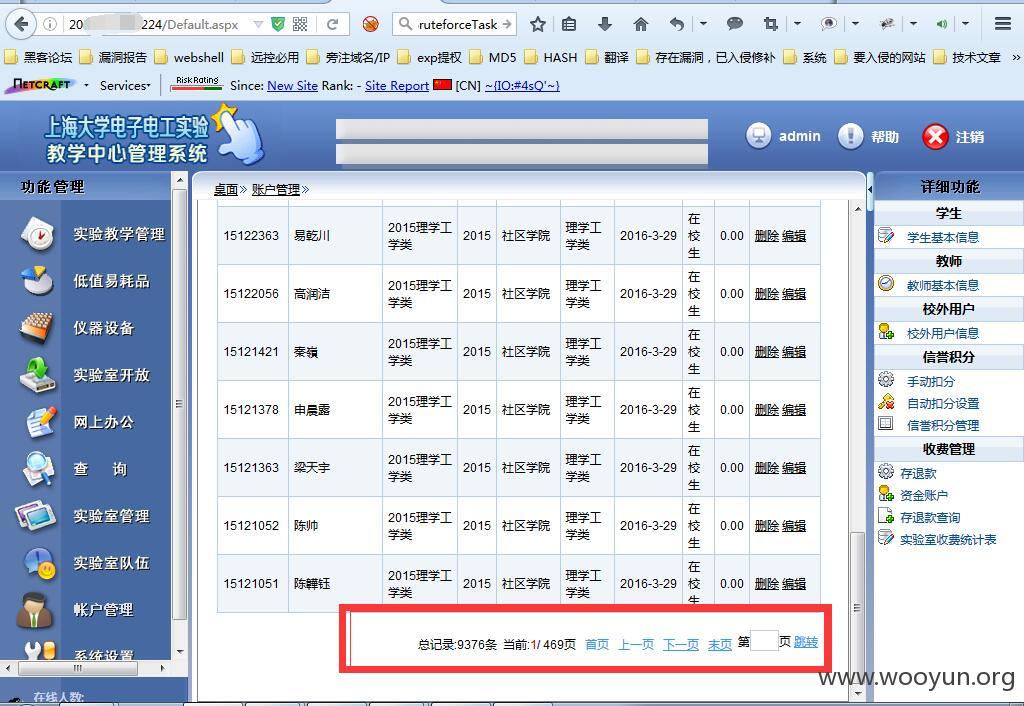 20 224/Default.aspx
ruteforceTask
黑客论坛 漏洞报告 webshell 远控必用 旁注域名/IP exp提权 MD5 HASH 翻译 存在漏洞，已入侵修补 系统 要入侵的网站 技术文章 »
NETCRAFT Services Risk Rating Since: New Site Rank: - Site Report [CN] ~{IO:#4sQ'~}
上海大学电子电工实验
教学中心管理系统
admin 帮助 注销
功能管理
实验教学管理
低值易耗品
仪器设备
实验室开放
网上办公
查 询
实验室管理
实验室队伍
帐户管理
系统设置
在线人数:
桌面» 账户管理»
15122363 易乾川 2015理学工学类 2015 社区学院 理学工学类 2016-3-29 在校生 0.00 删除 编辑
15122056 高润洁 2015理学工学类 2015 社区学院 理学工学类 2016-3-29 在校生 0.00 删除 编辑
15121421 秦嶺 2015理学工学类 2015 社区学院 理学工学类 2016-3-29 在校生 0.00 删除 编辑
15121378 申晨露 2015理学工学类 2015 社区学院 理学工学类 2016-3-29 在校生 0.00 删除 编辑
15121363 梁天宇 2015理学工学类 2015 社区学院 理学工学类 2016-3-29 在校生 0.00 删除 编辑
15121052 陈帅 2015理学工学类 2015 社区学院 理学工学类 2016-3-29 在校生 0.00 删除 编辑
15121051 陈韡钰 2015理学工学类 2015 社区学院 理学工学类 2016-3-29 在校生 0.00 删除 编辑
总记录:9376条 当前:1/ 469页 首页 上一页 下一页 末页 第 页 跳转
详细功能
学生
学生基本信息
教师
教师基本信息
校外用户
校外用户信息
信誉积分
手动扣分
自动扣分设置
信誉积分管理
收费管理
存退款
资金账户
存退款查询
实验室收费统计表
www.wooyun.org